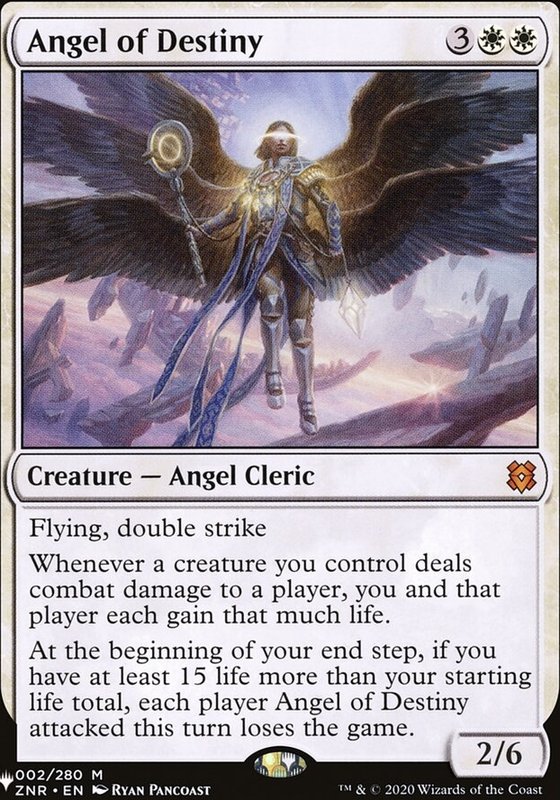 Angel of Destiny 3
Creature — Angel Cleric
Flying, double strike
Whenever a creature you control deals
combat damage to a player, you and that
player each gain that much life.
At the beginning of your end step, if you
have at least 15 life more than your starting
life total, each player Angel of Destiny
attacked this turn loses the game.
2/6
002/280 M
ZNR • EN Ryan Pancoast
™ & © 2020 Wizards of the Coast